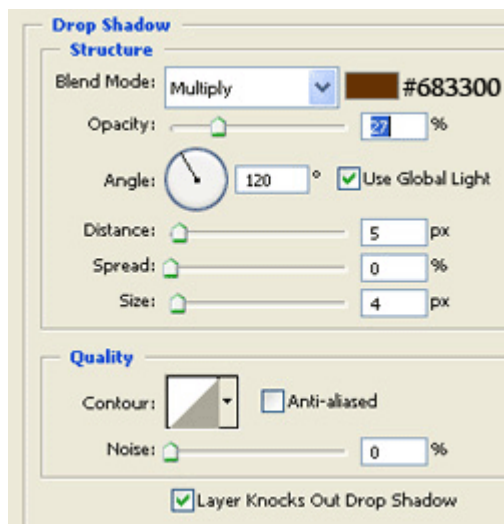 Drop Shadow
Structure
Blend Mode: Multiply #683300
Opacity: 27 %
Angle: 120 ° Use Global Light
Distance: 5 px
Spread: 0 %
Size: 4 px
Quality
Contour: Anti-aliased
Noise: 0 %
Layer Knocks Out Drop Shadow